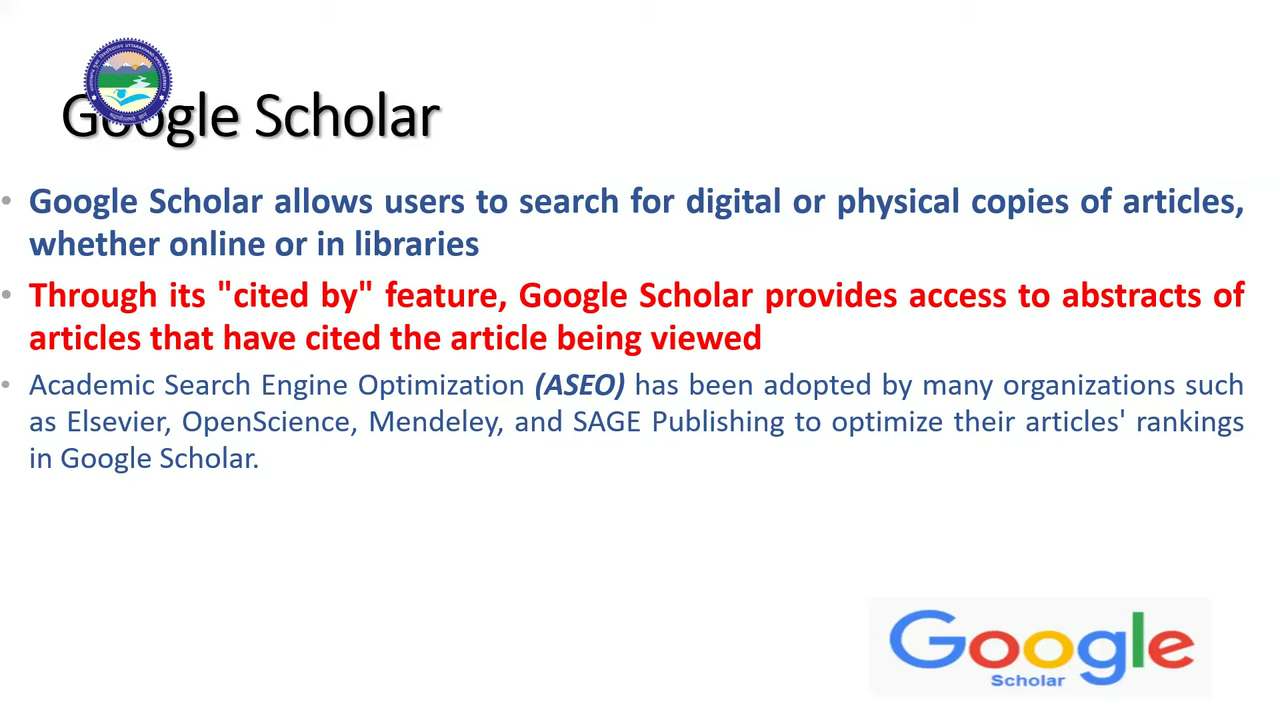 Google Scholar
• Google Scholar allows users to search for digital or physical copies of articles,
whether online or in libraries
• Through its "cited by" feature, Google Scholar provides access to abstracts of
articles that have cited the article being viewed
• Academic Search Engine Optimization (ASEO) has been adopted by many organizations such
as Elsevier, OpenScience, Mendeley, and SAGE Publishing to optimize their articles' rankings
in Google Scholar.
Google
Scholar